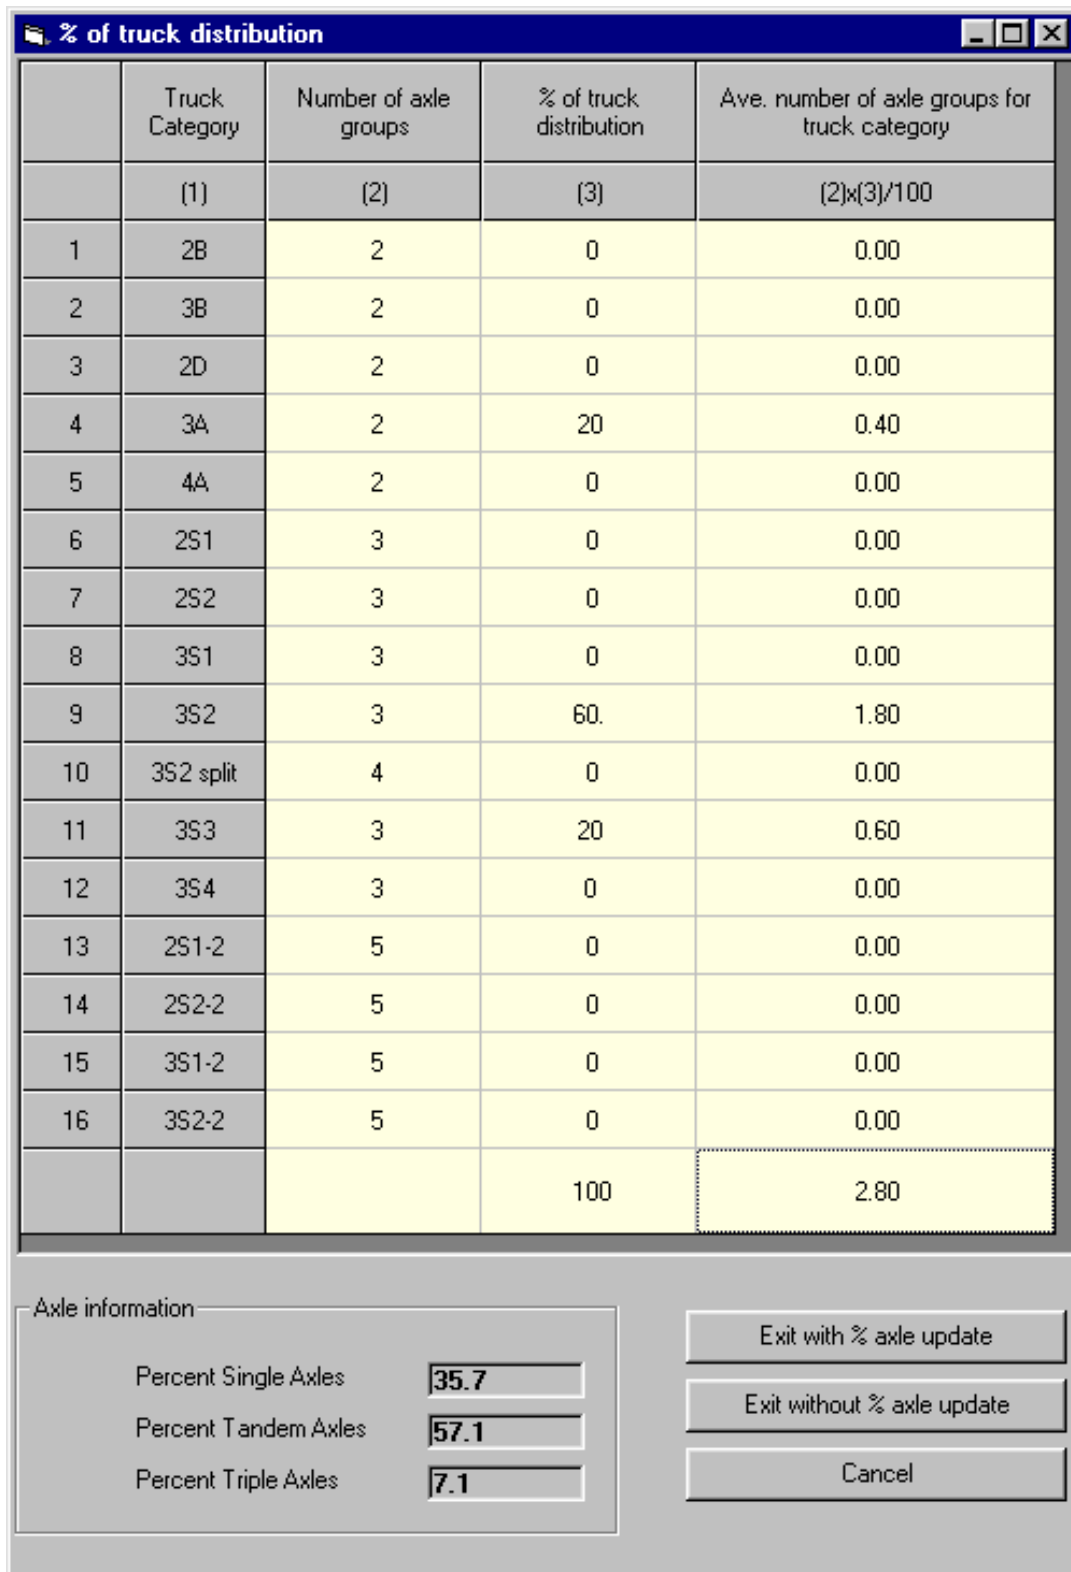 % of truck distribution
Truck Category Number of axle groups % of truck distribution Ave. number of axle groups for truck category
(1) (2) (3) (2)x(3)/100
1 2B 2 0 0.00
2 3B 2 0 0.00
3 2D 2 0 0.00
4 3A 2 20 0.40
5 4A 2 0 0.00
6 2S1 3 0 0.00
7 2S2 3 0 0.00
8 3S1 3 0 0.00
9 3S2 3 60. 1.80
10 3S2 split 4 0 0.00
11 3S3 3 20 0.60
12 3S4 3 0 0.00
13 2S1-2 5 0 0.00
14 2S2-2 5 0 0.00
15 3S1-2 5 0 0.00
16 3S2-2 5 0 0.00
100 2.80
Axle information
Percent Single Axles 35.7
Percent Tandem Axles 57.1
Percent Triple Axles 7.1
Exit with % axle update
Exit without % axle update
Cancel